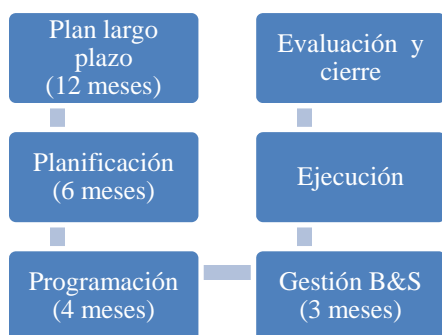 Plan largo
plazo
(12 meses)
Planificación
(6 meses)
Programación
(4 meses)
Gestión B&S
(3 meses)
Ejecución
Evaluación y
cierre